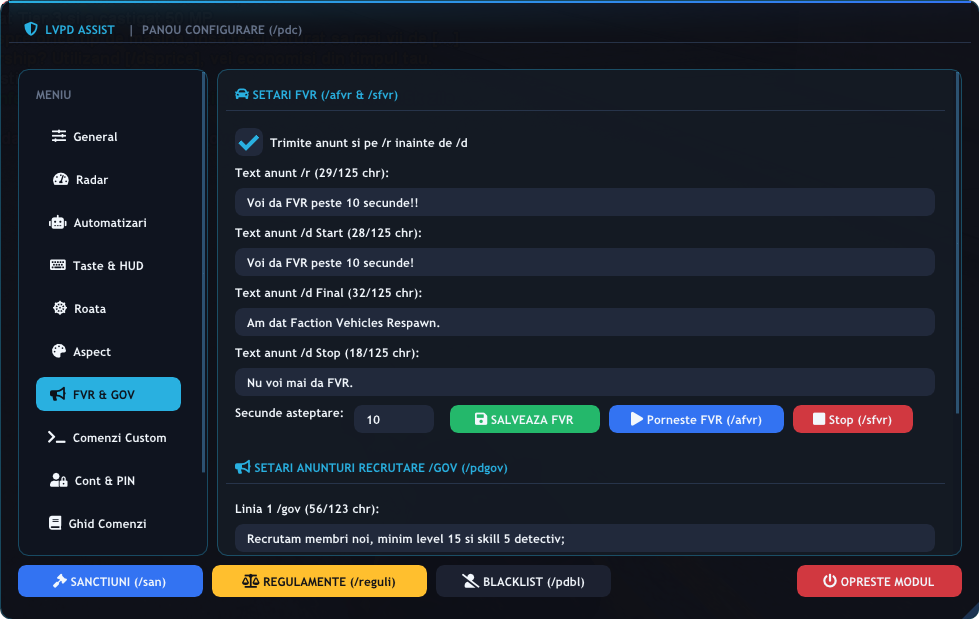 LVPD ASSIST | PANOU CONFIGURARE (/pdc)
MENIU
General
Radar
Automatizari
Taste & HUD
Roata
Aspect
FVR & GOV
Comenzi Custom
Cont & PIN
Ghid Comenzi
SETARI FVR (/afvr & /sfvr)
Trimite anunt si pe /r inainte de /d
Text anunt /r (29/125 chr):
Voi da FVR peste 10 secunde!!
Text anunt /d Start (28/125 chr):
Voi da FVR peste 10 secunde!
Text anunt /d Final (32/125 chr):
Am dat Faction Vehicles Respawn.
Text anunt /d Stop (18/125 chr):
Nu voi mai da FVR.
Secunde asteptare: 10 SALVEAZA FVR Porneste FVR (/afvr) Stop (/sfvr)
SETARI ANUNTURI RECRUTARE /GOV (/pdgov)
Linia 1 /gov (56/123 chr):
Recrutam membri noi, minim level 15 si skill 5 detectiv;
SANCTIUNI (/san) REGULAMENTE (/reguli) BLACKLIST (/pdbl) OPRESTE MODUL